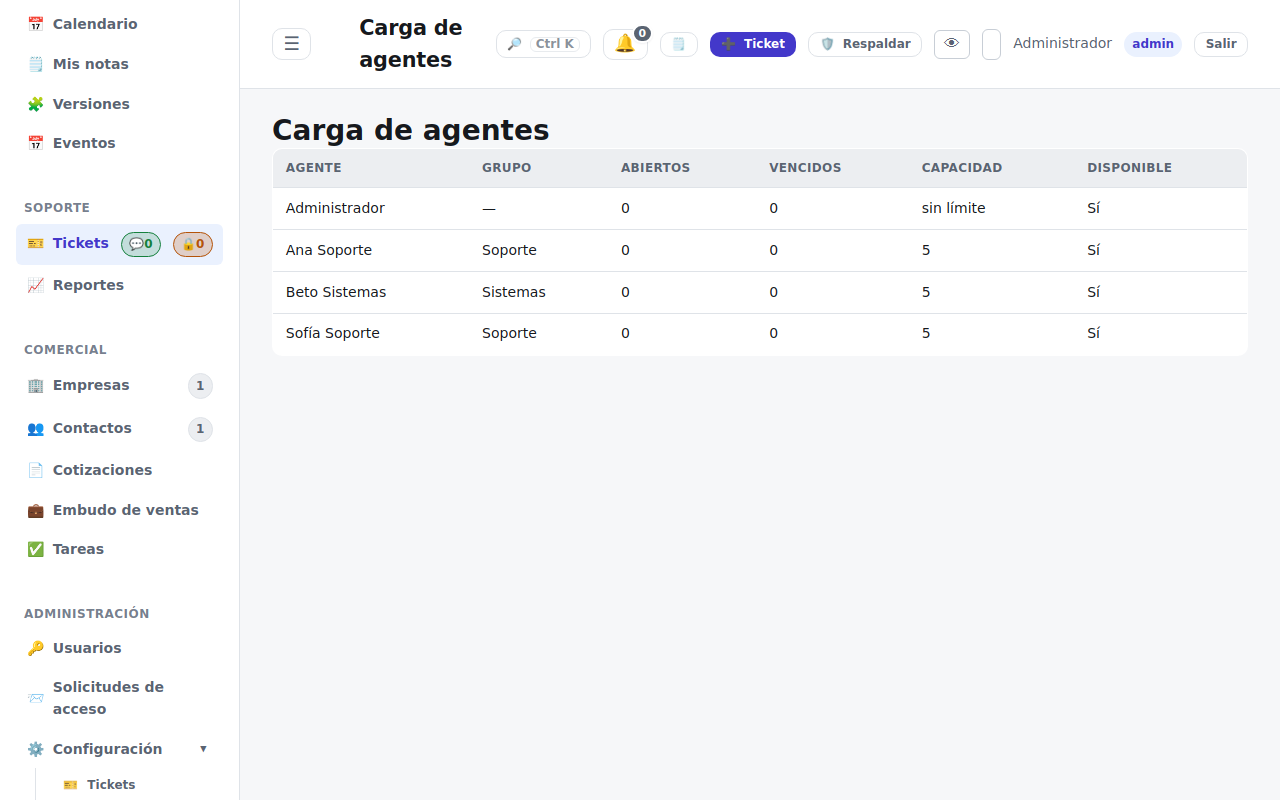 Calendario
Mis notas
Versiones
Eventos
SOPORTE
Tickets 0 0
Reportes
COMERCIAL
Empresas 1
Contactos 1
Cotizaciones
Embudo de ventas
Tareas
ADMINISTRACIÓN
Usuarios
Solicitudes de
acceso
Configuración
Tickets
Carga de
agentes
Ctrl K
0
Ticket
Respaldar
Administrador
admin
Salir
Carga de agentes
AGENTE GRUPO ABIERTOS VENCIDOS CAPACIDAD DISPONIBLE
Administrador — 0 0 sin límite Sí
Ana Soporte Soporte 0 0 5 Sí
Beto Sistemas Sistemas 0 0 5 Sí
Sofía Soporte Soporte 0 0 5 Sí